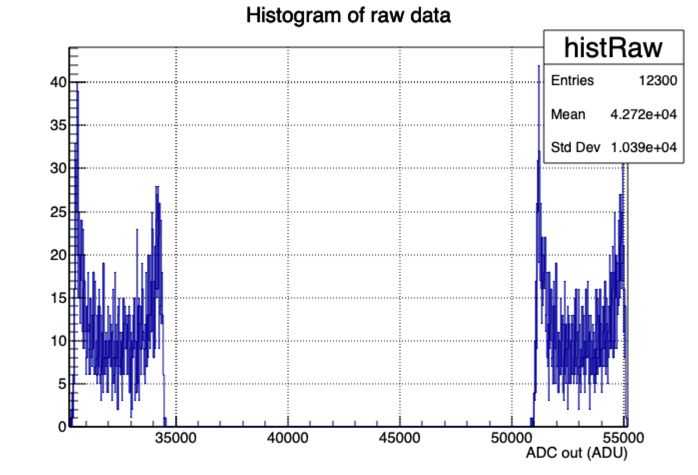 Histogram of raw data
histRaw
Entries 12300
Mean 4.272e+04
Std Dev 1.039e+04
40
35
30
25
20
15
10
5
0
35000 40000 45000 50000 55000
ADC out (ADU)